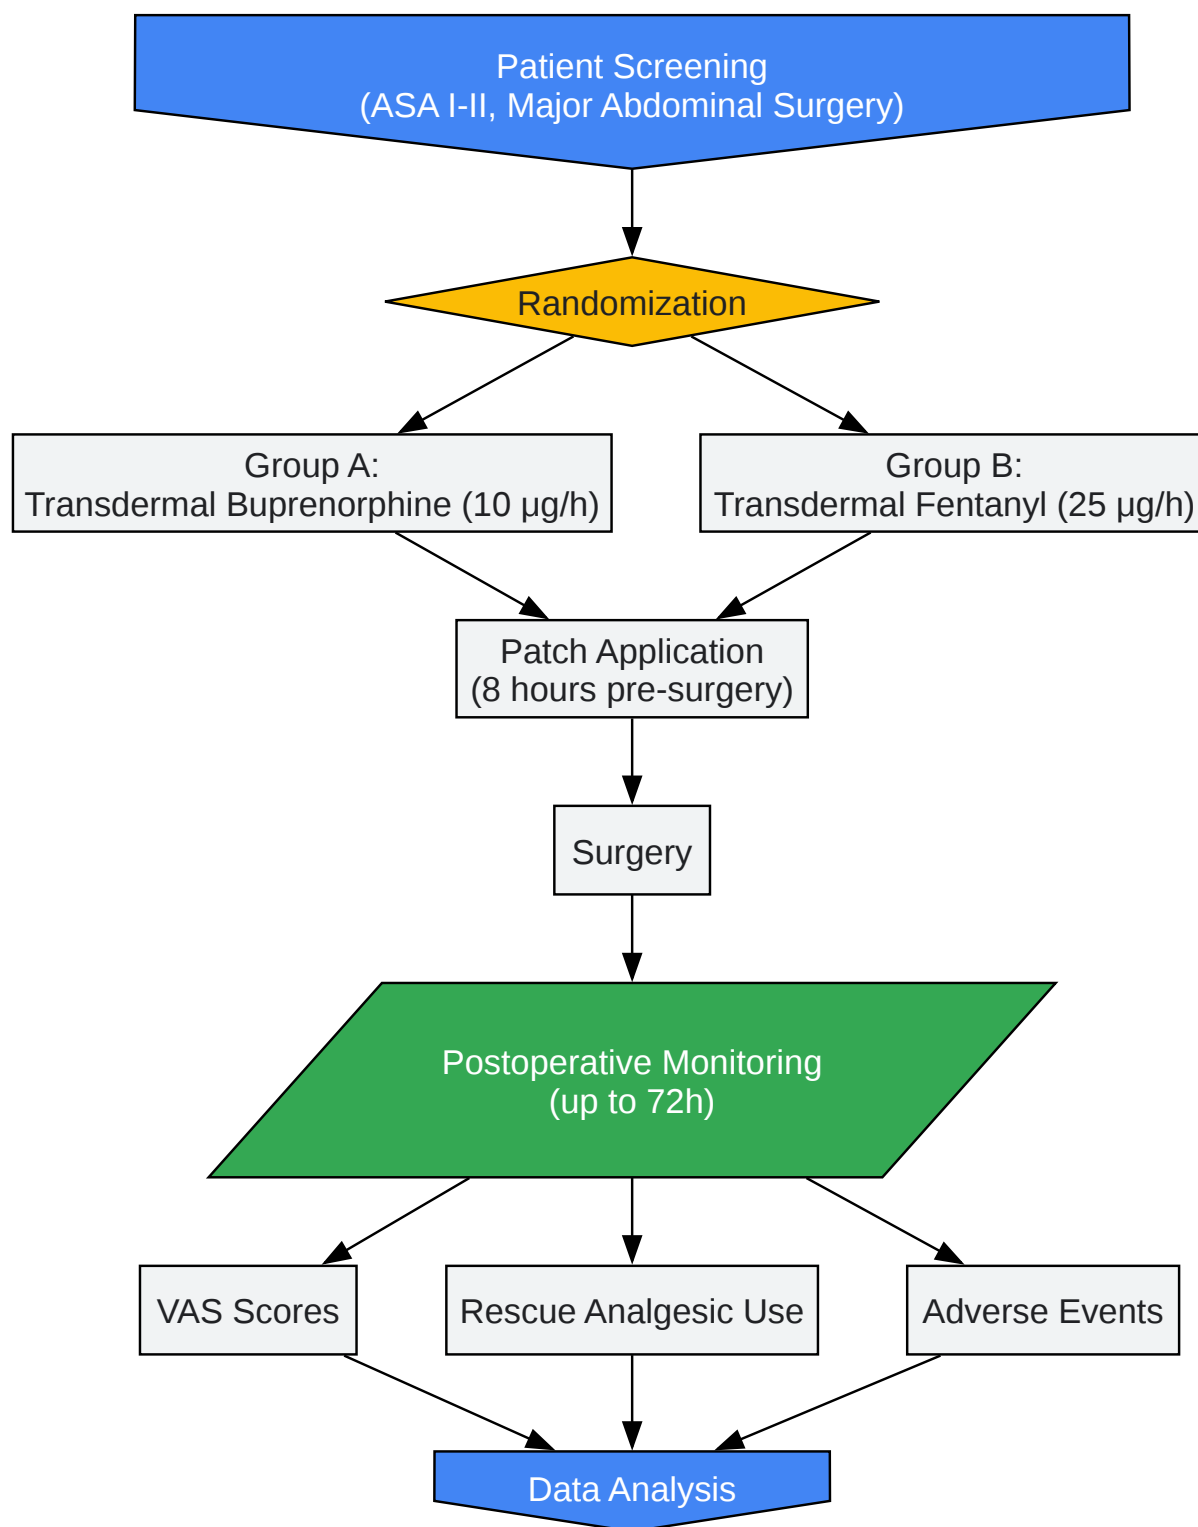 Patient Screening
(ASA I-II, Major Abdominal Surgery)
Randomization
Group A:
Transdermal Buprenorphine (10 μg/h)
Group B:
Transdermal Fentanyl (25 μg/h)
Patch Application
(8 hours pre-surgery)
Surgery
Postoperative Monitoring
(up to 72h)
VAS Scores
Rescue Analgesic Use
Adverse Events
Data Analysis